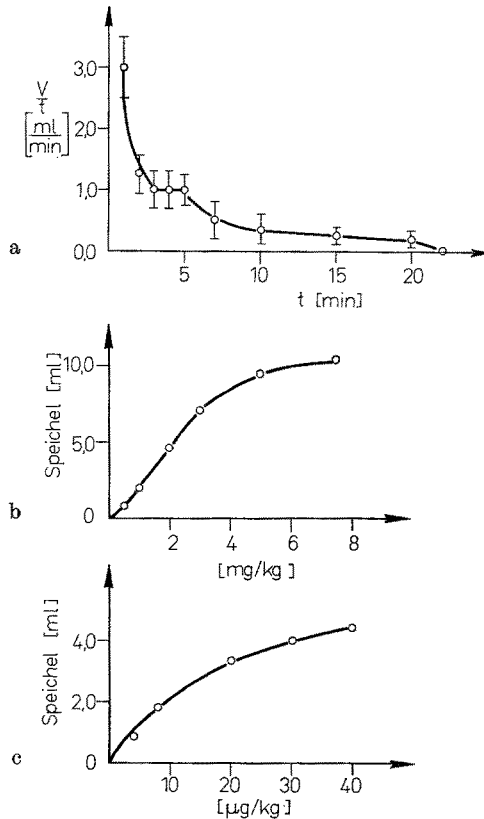 3,0
V
t
[ml
min]
2,0
1,0
0,0
a
5 10 15 20
t [min]
10,0
Speichel [ml]
5,0
0
b
2 4 6 8
[mg/kg]
Speichel [ml]
4,0
2,0
0
c
10 20 30 40
[µg/kg]